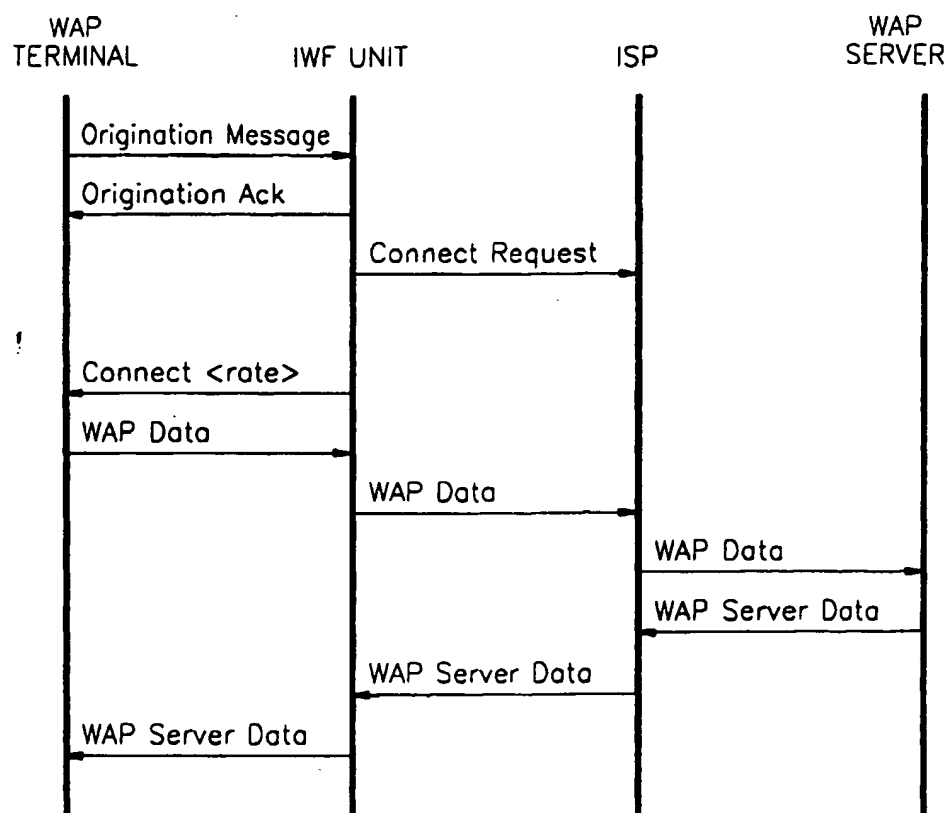 WAP TERMINAL
IWF UNIT
ISP
WAP SERVER
Origination Message
Origination Ack
Connect Request
Connect <rate>
WAP Data
WAP Data
WAP Data
WAP Server Data
WAP Server Data
WAP Server Data